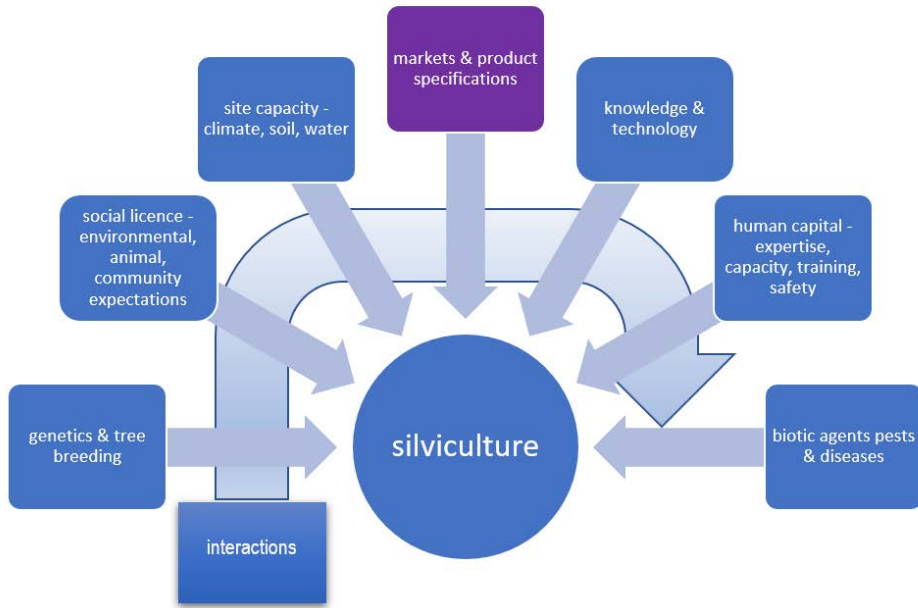 markets & product
specifications
site capacity -
climate, soil, water
knowledge &
technology
social licence -
environmental,
animal,
community
expectations
human capital -
expertise,
capacity, training,
safety
genetics & tree
breeding
silviculture
biotic agents pests
& diseases
interactions